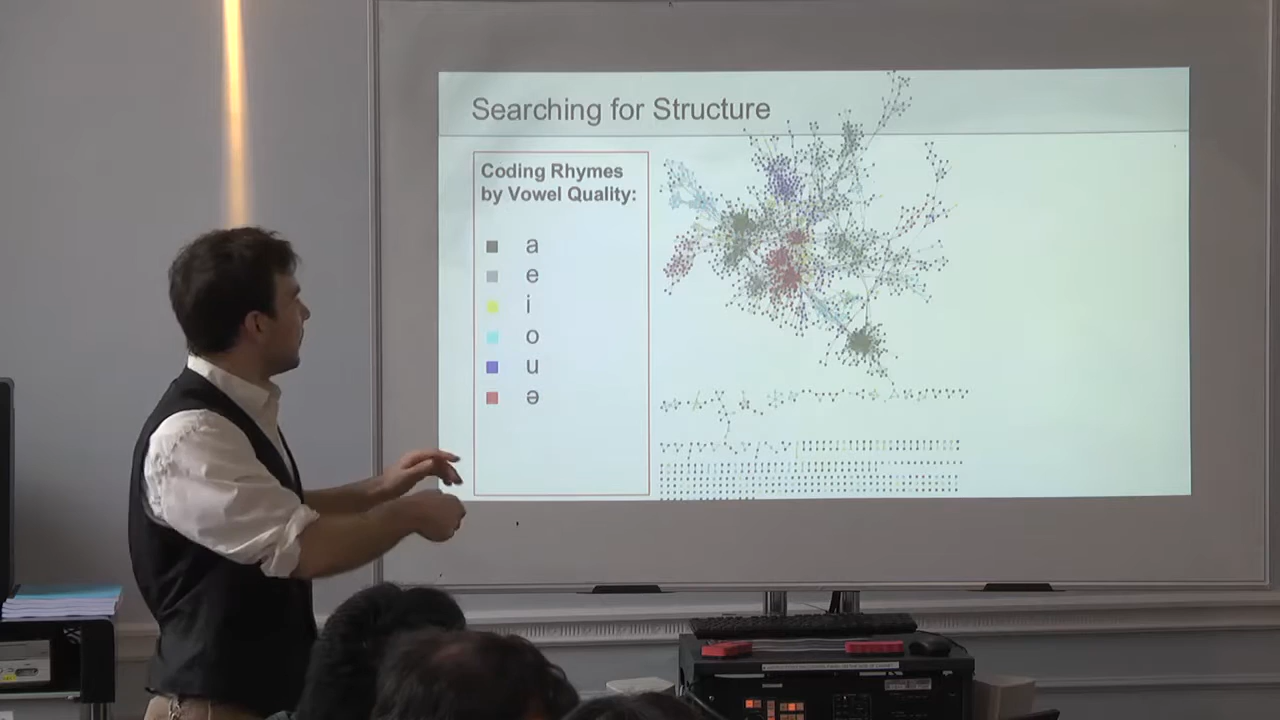 Searching for Structure
Coding Rhymes
by Vowel Quality:
a
e
i
o
u
ə